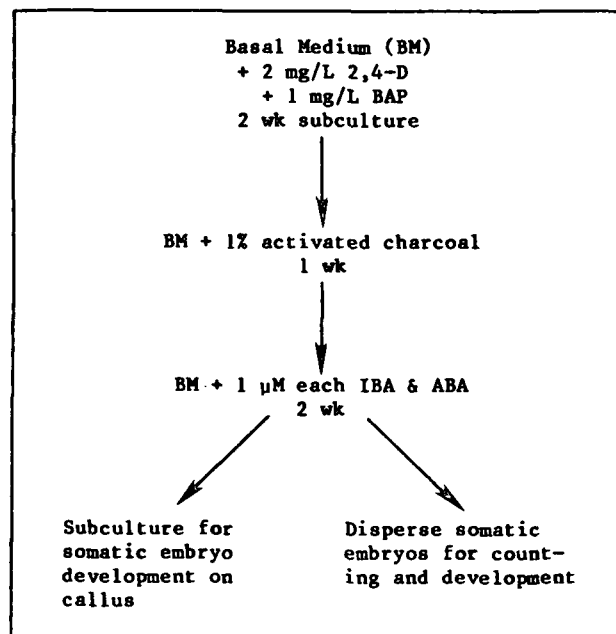 Basal Medium (BM)
+ 2 mg/L 2,4-D
+ 1 mg/L BAP
2 wk subculture
BM + 1% activated charcoal
1 wk
BM + 1 µM each IBA & ABA
2 wk
Subculture for
somatic embryo
development on
callus
Disperse somatic
embryos for count-
ing and development